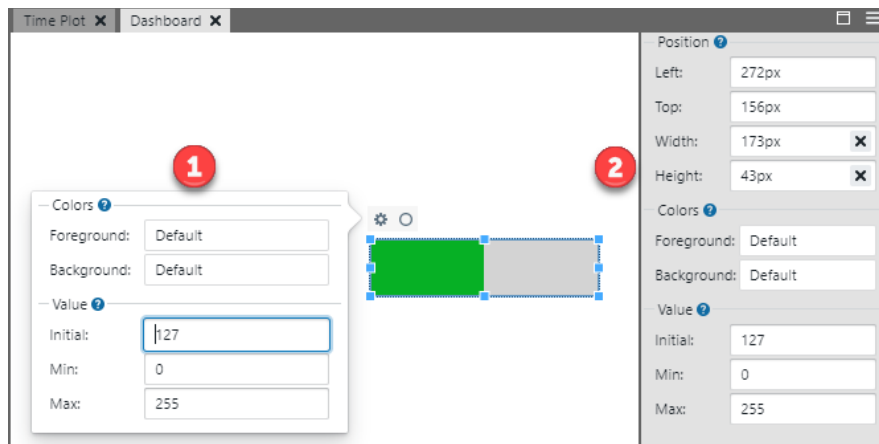 Time Plot Dashboard
1
Colors
Foreground: Default
Background: Default
Value
Initial: 127
Min: 0
Max: 255
2
Position
Left: 272px
Top: 156px
Width: 173px
Height: 43px
Colors
Foreground: Default
Background: Default
Value
Initial: 127
Min: 0
Max: 255